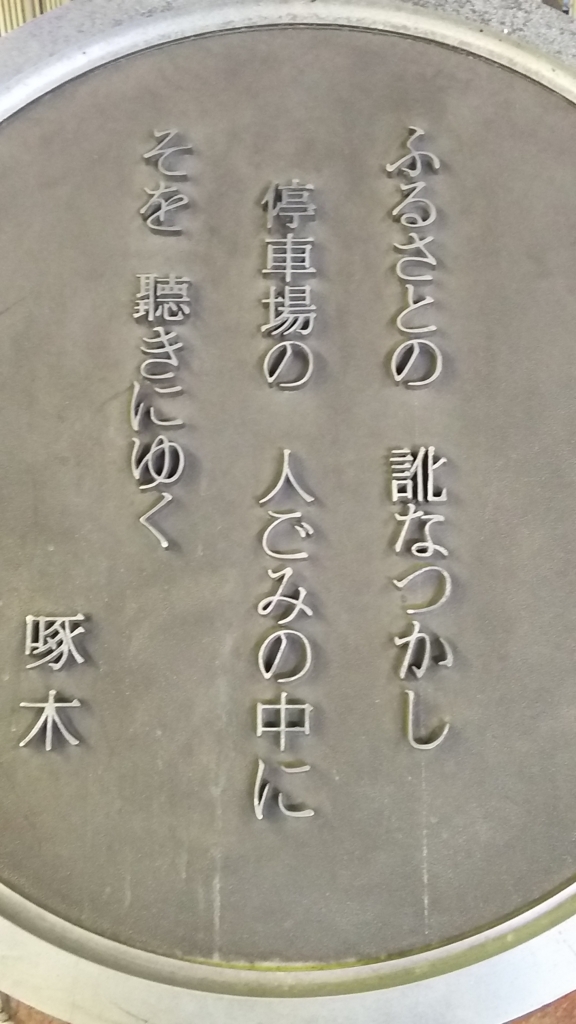 ふるさとの　訛なつかし
停車場の　人ごみの中に
そを　聴きにゆく
啄木